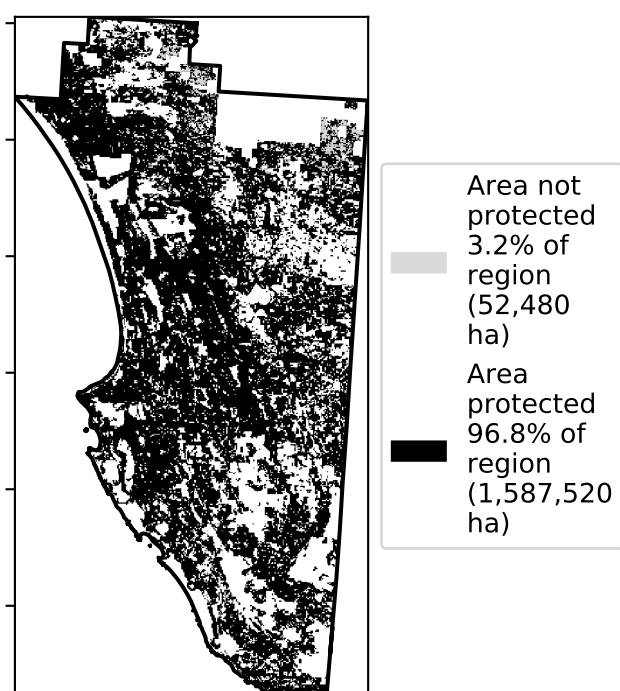 Area not
protected
3.2% of
region
(52,480
ha)
Area
protected
96.8% of
region
(1,587,520
ha)